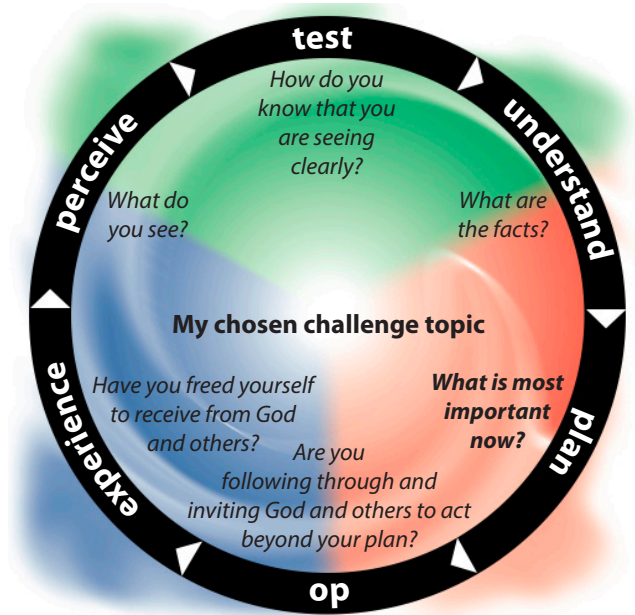 test
How do you
know that you
are seeing
clearly?
perceive
understand
What do
you see?
What are
the facts?
My chosen challenge topic
Have you freed yourself
to receive from God
and others?
What is most
important
now?
experience
plan
Are you
following through and
inviting God and others to act
beyond your plan?
do